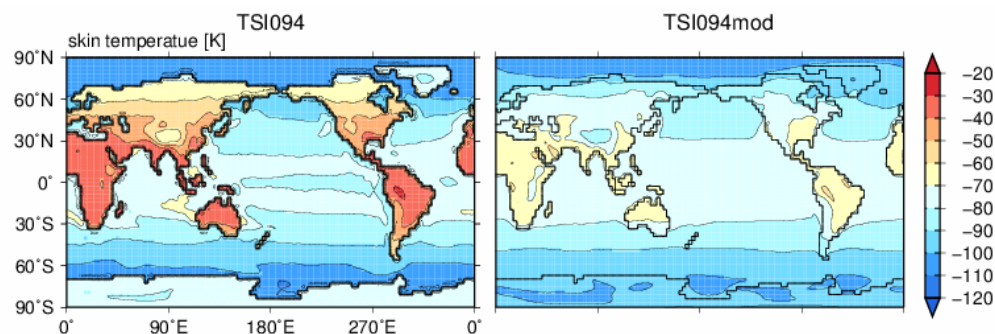 TSI094
TSI094mod
skin temperatue [K]
90˚N
60˚N
30˚N
0˚
30˚S
60˚S
90˚S
0˚
90˚E
180˚E
270˚E
0˚
−20
−30
−40
−50
−60
−70
−80
−90
−100
−110
−120